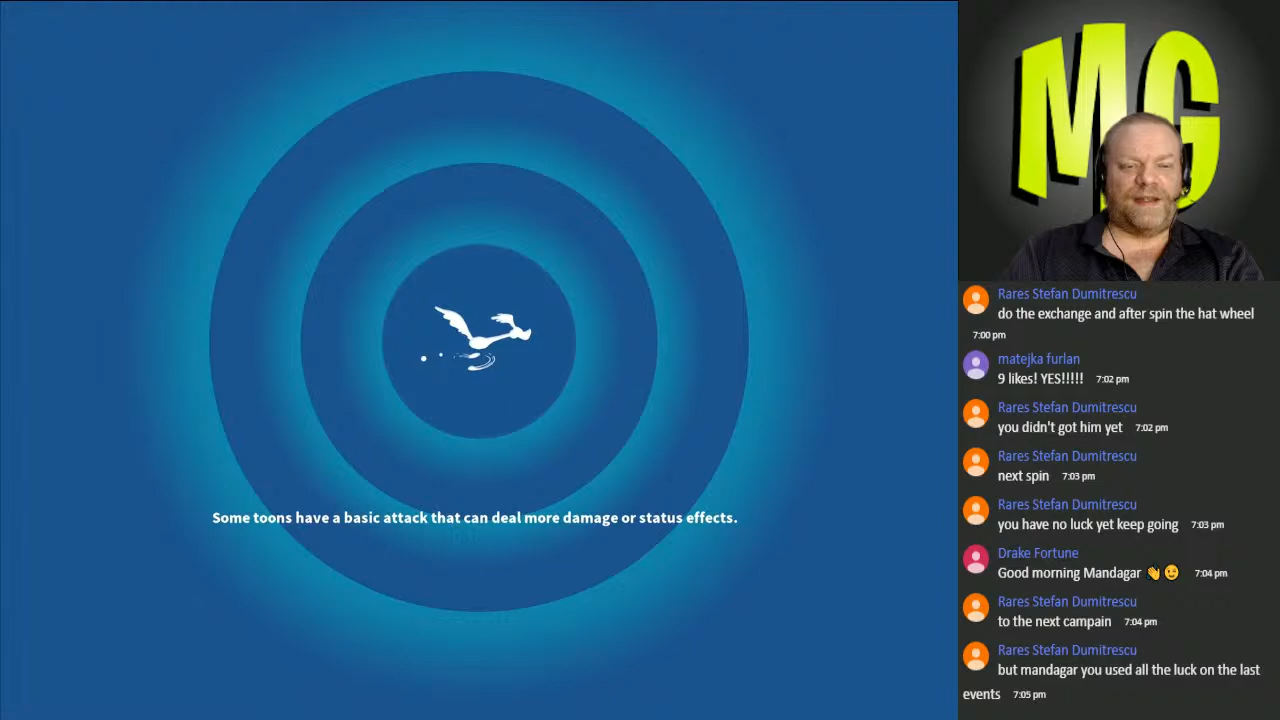 MG
Some toons have a basic attack that can deal more damage or status effects.
Rares Stefan Dumitrescu
do the exchange and after spin the hat wheel
7:00 pm
matejka furlan
9 likes! YES!!!!! 7:02 pm
Rares Stefan Dumitrescu
you didn't got him yet 7:02 pm
Rares Stefan Dumitrescu
next spin 7:03 pm
Rares Stefan Dumitrescu
you have no luck yet keep going 7:03 pm
Drake Fortune
Good morning Mandagar 👋😉 7:04 pm
Rares Stefan Dumitrescu
to the next campain 7:04 pm
Rares Stefan Dumitrescu
but mandagar you used all the luck on the last
events 7:05 pm